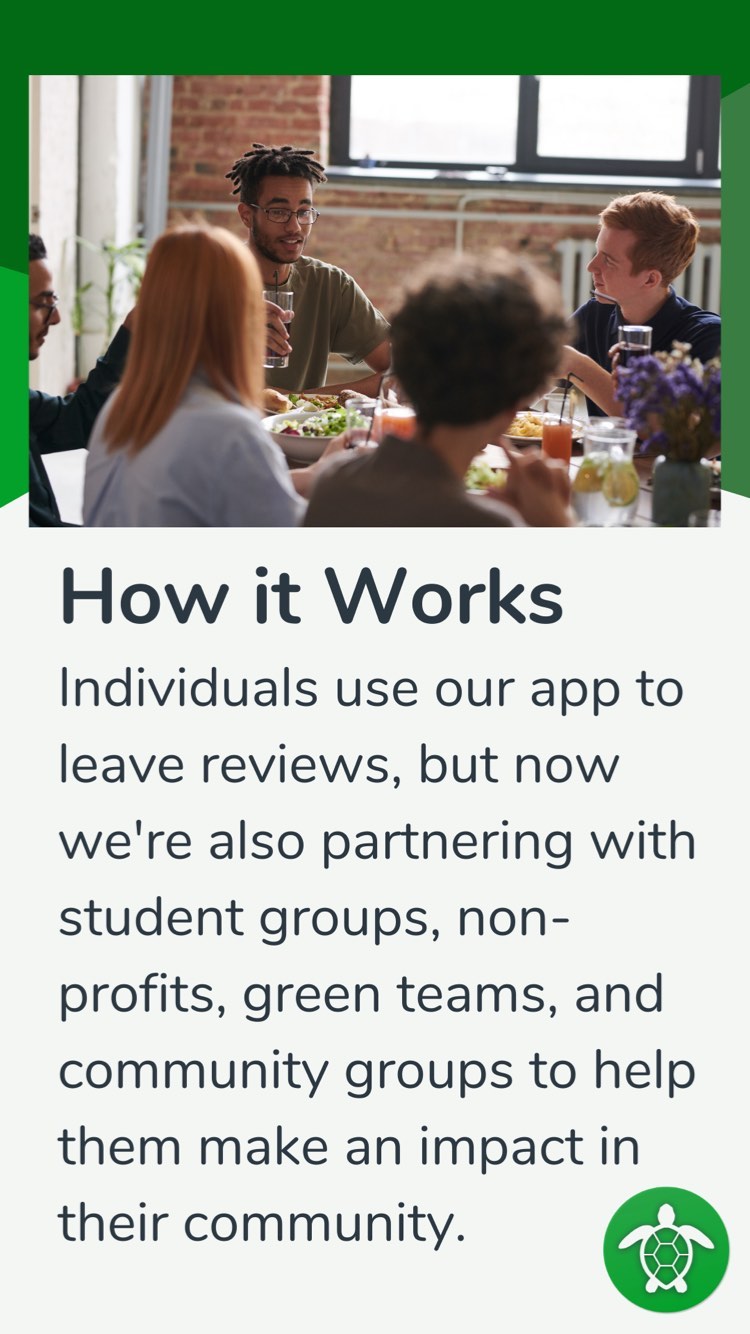 How it Works
Individuals use our app to
leave reviews, but now
we're also partnering with
student groups, non-
profits, green teams, and
community groups to help
them make an impact in
their community.